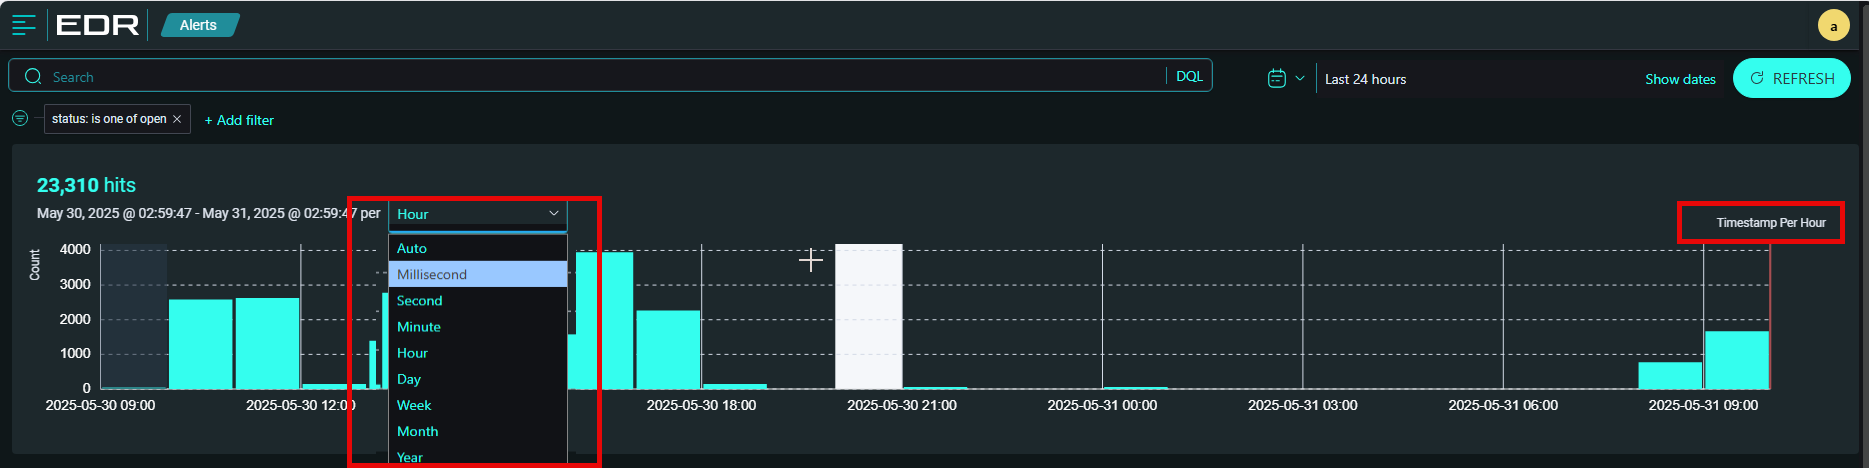 EDR
Alerts
a
Search
DQL
Last 24 hours
Show dates
REFRESH
status: is one of open
+ Add filter
23,310 hits
May 30, 2025 @ 02:59:47 - May 31, 2025 @ 02:59:47 per
Hour
Timestamp Per Hour
Auto
Millisecond
Second
Minute
Hour
Day
Week
Month
Year
Count
4000
3000
2000
1000
0
2025-05-30 09:00
2025-05-30 12:00
2025-05-30 18:00
2025-05-30 21:00
2025-05-31 00:00
2025-05-31 03:00
2025-05-31 06:00
2025-05-31 09:00